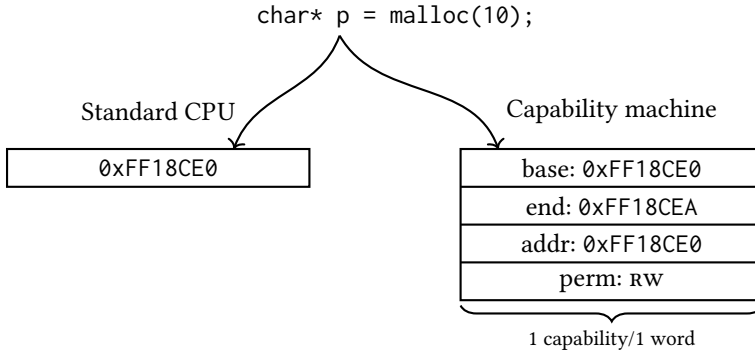 char* p = malloc(10);
Standard CPU
0xFF18CE0
Capability machine
base: 0xFF18CE0
end: 0xFF18CEA
addr: 0xFF18CE0
perm: RW
1 capability/1 word